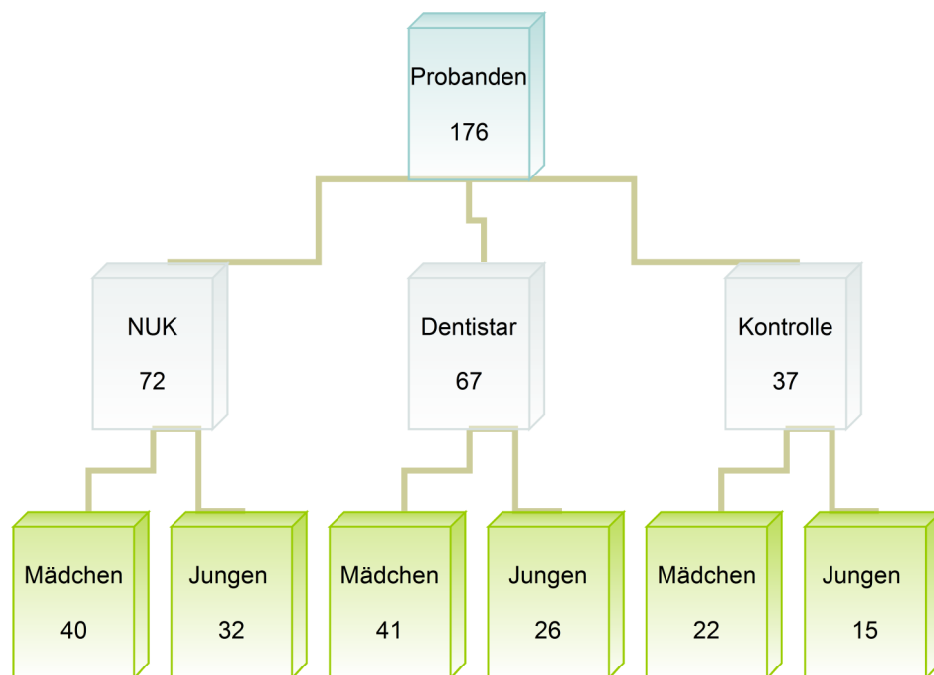 Probanden
176
NUK
72
Dentistar
67
Kontrolle
37
Mädchen
40
Jungen
32
Mädchen
41
Jungen
26
Mädchen
22
Jungen
15